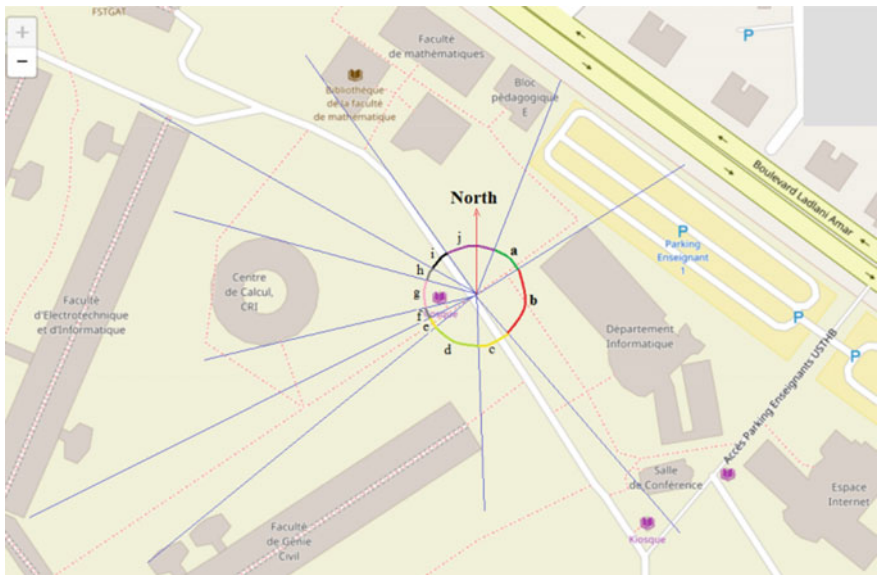 FSTGAT
+
−
Faculté
de mathématiques
Bibliothèque
de la faculté
de mathématique
Bloc
pédagogique
E
P
Boulevard Ladlani Amar
North
P
Parking
Enseignant
1
j
a
i
h
g
b
Kiosque
f
e
d
c
Centre
de Calcul,
CRI
Faculté
d'Electrotechnique
et d'Informatique
Département
Informatique
P
P
Accès Parking Enseignants USTHB
Salle
de Conférence
Espace
Internet
Faculté
de Génie
Civil
Kiosque